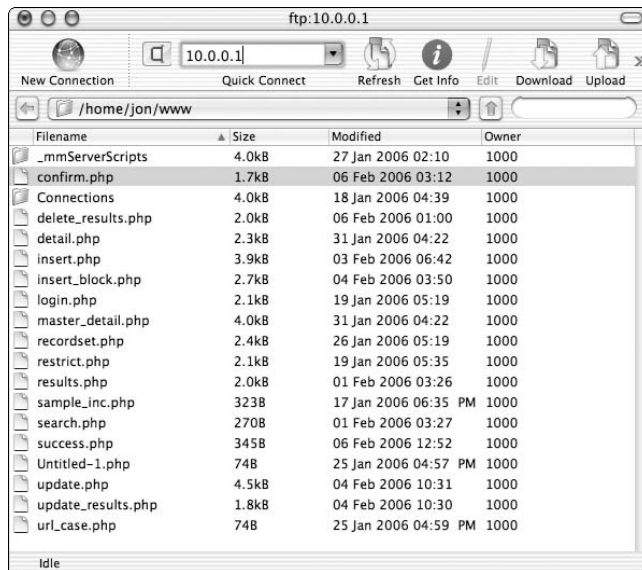 ftp:10.0.0.1
10.0.0.1
New Connection Quick Connect Refresh Get Info Edit Download Upload
/home/jon/www
Filename Size Modified Owner
_mmServerScripts 4.0kB 27 Jan 2006 02:10 1000
confirm.php 1.7kB 06 Feb 2006 03:12 1000
Connections 4.0kB 18 Jan 2006 04:39 1000
delete_results.php 2.0kB 06 Feb 2006 01:00 1000
detail.php 2.3kB 31 Jan 2006 04:22 1000
insert.php 3.9kB 03 Feb 2006 06:42 1000
insert_block.php 2.7kB 04 Feb 2006 03:50 1000
login.php 2.1kB 19 Jan 2006 05:19 1000
master_detail.php 4.0kB 31 Jan 2006 04:22 1000
recordset.php 2.4kB 26 Jan 2006 05:19 1000
restrict.php 2.1kB 19 Jan 2006 05:35 1000
results.php 2.0kB 01 Feb 2006 03:26 1000
sample_inc.php 323B 17 Jan 2006 06:35 PM 1000
search.php 270B 01 Feb 2006 03:27 1000
success.php 345B 06 Feb 2006 12:52 1000
Untitled-1.php 74B 25 Jan 2006 04:57 PM 1000
update.php 4.5kB 04 Feb 2006 10:31 1000
update_results.php 1.8kB 04 Feb 2006 10:30 1000
url_case.php 74B 25 Jan 2006 04:59 PM 1000
Idle